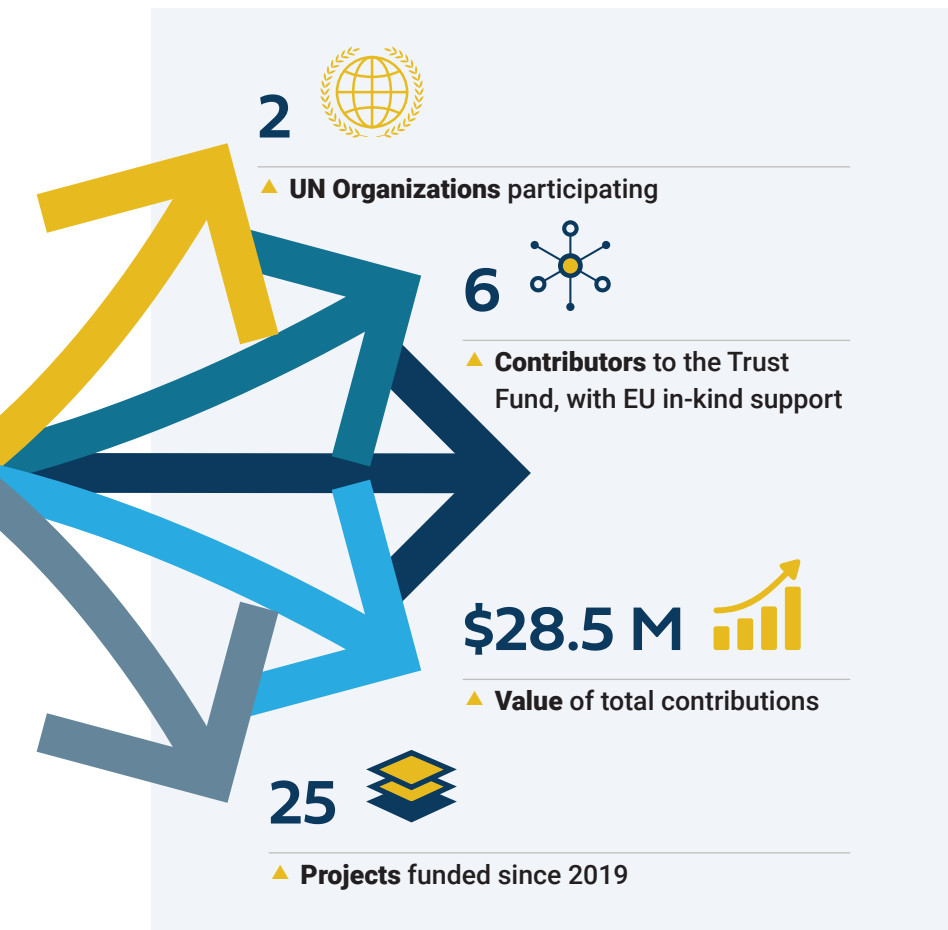 2
UN Organizations participating
6
Contributors to the Trust
Fund, with EU in-kind support
$28.5 M
Value of total contributions
25
Projects funded since 2019